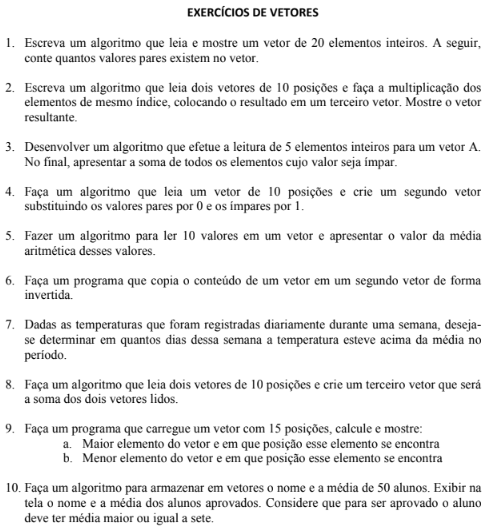 EXERCÍCIOS DE VETORES
1. Escreva um algoritmo que leia e mostre um vetor de 20 elementos inteiros. A seguir,
conte quantos valores pares existem no vetor.
2. Escreva um algoritmo que leia dois vetores de 10 posições e faça a multiplicação dos
elementos de mesmo índice, colocando o resultado em um terceiro vetor. Mostre o vetor
resultante.
3. Desenvolver um algoritmo que efetue a leitura de 5 elementos inteiros para um vetor A.
No final, apresentar a soma de todos os elementos cujo valor seja ímpar.
4. Faça um algoritmo que leia um vetor de 10 posições e crie um segundo vetor
substituindo os valores pares por 0 e os ímpares por 1.
5. Fazer um algoritmo para ler 10 valores em um vetor e apresentar o valor da média
aritmética desses valores.
6. Faça um programa que copia o conteúdo de um vetor em um segundo vetor de forma
invertida.
7. Dadas as temperaturas que foram registradas diariamente durante uma semana, deseja-
se determinar em quantos dias dessa semana a temperatura esteve acima da média no
período.
8. Faça um algoritmo que leia dois vetores de 10 posições e crie um terceiro vetor que será
a soma dos dois vetores lidos.
9. Faça um programa que carregue um vetor com 15 posições, calcule e mostre:
a. Maior elemento do vetor e em que posição esse elemento se encontra
b. Menor elemento do vetor e em que posição esse elemento se encontra
10. Faça um algoritmo para armazenar em vetores o nome e a média de 50 alunos. Exibir na
tela o nome e a média dos alunos aprovados. Considere que para ser aprovado o aluno
deve ter média maior ou igual a sete.